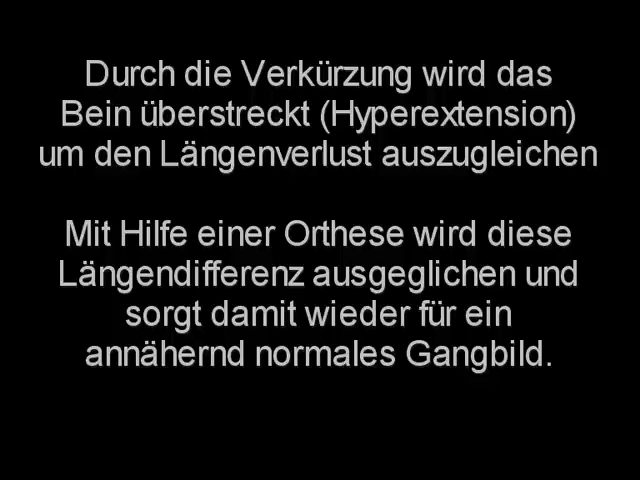 Durch die Verkürzung wird das
Bein überstreckt (Hyperextension)
um den Längenverlust auszugleichen
Mit Hilfe einer Orthese wird diese
Längendifferenz ausgeglichen und
sorgt damit wieder für ein
annähernd normales Gangbild.